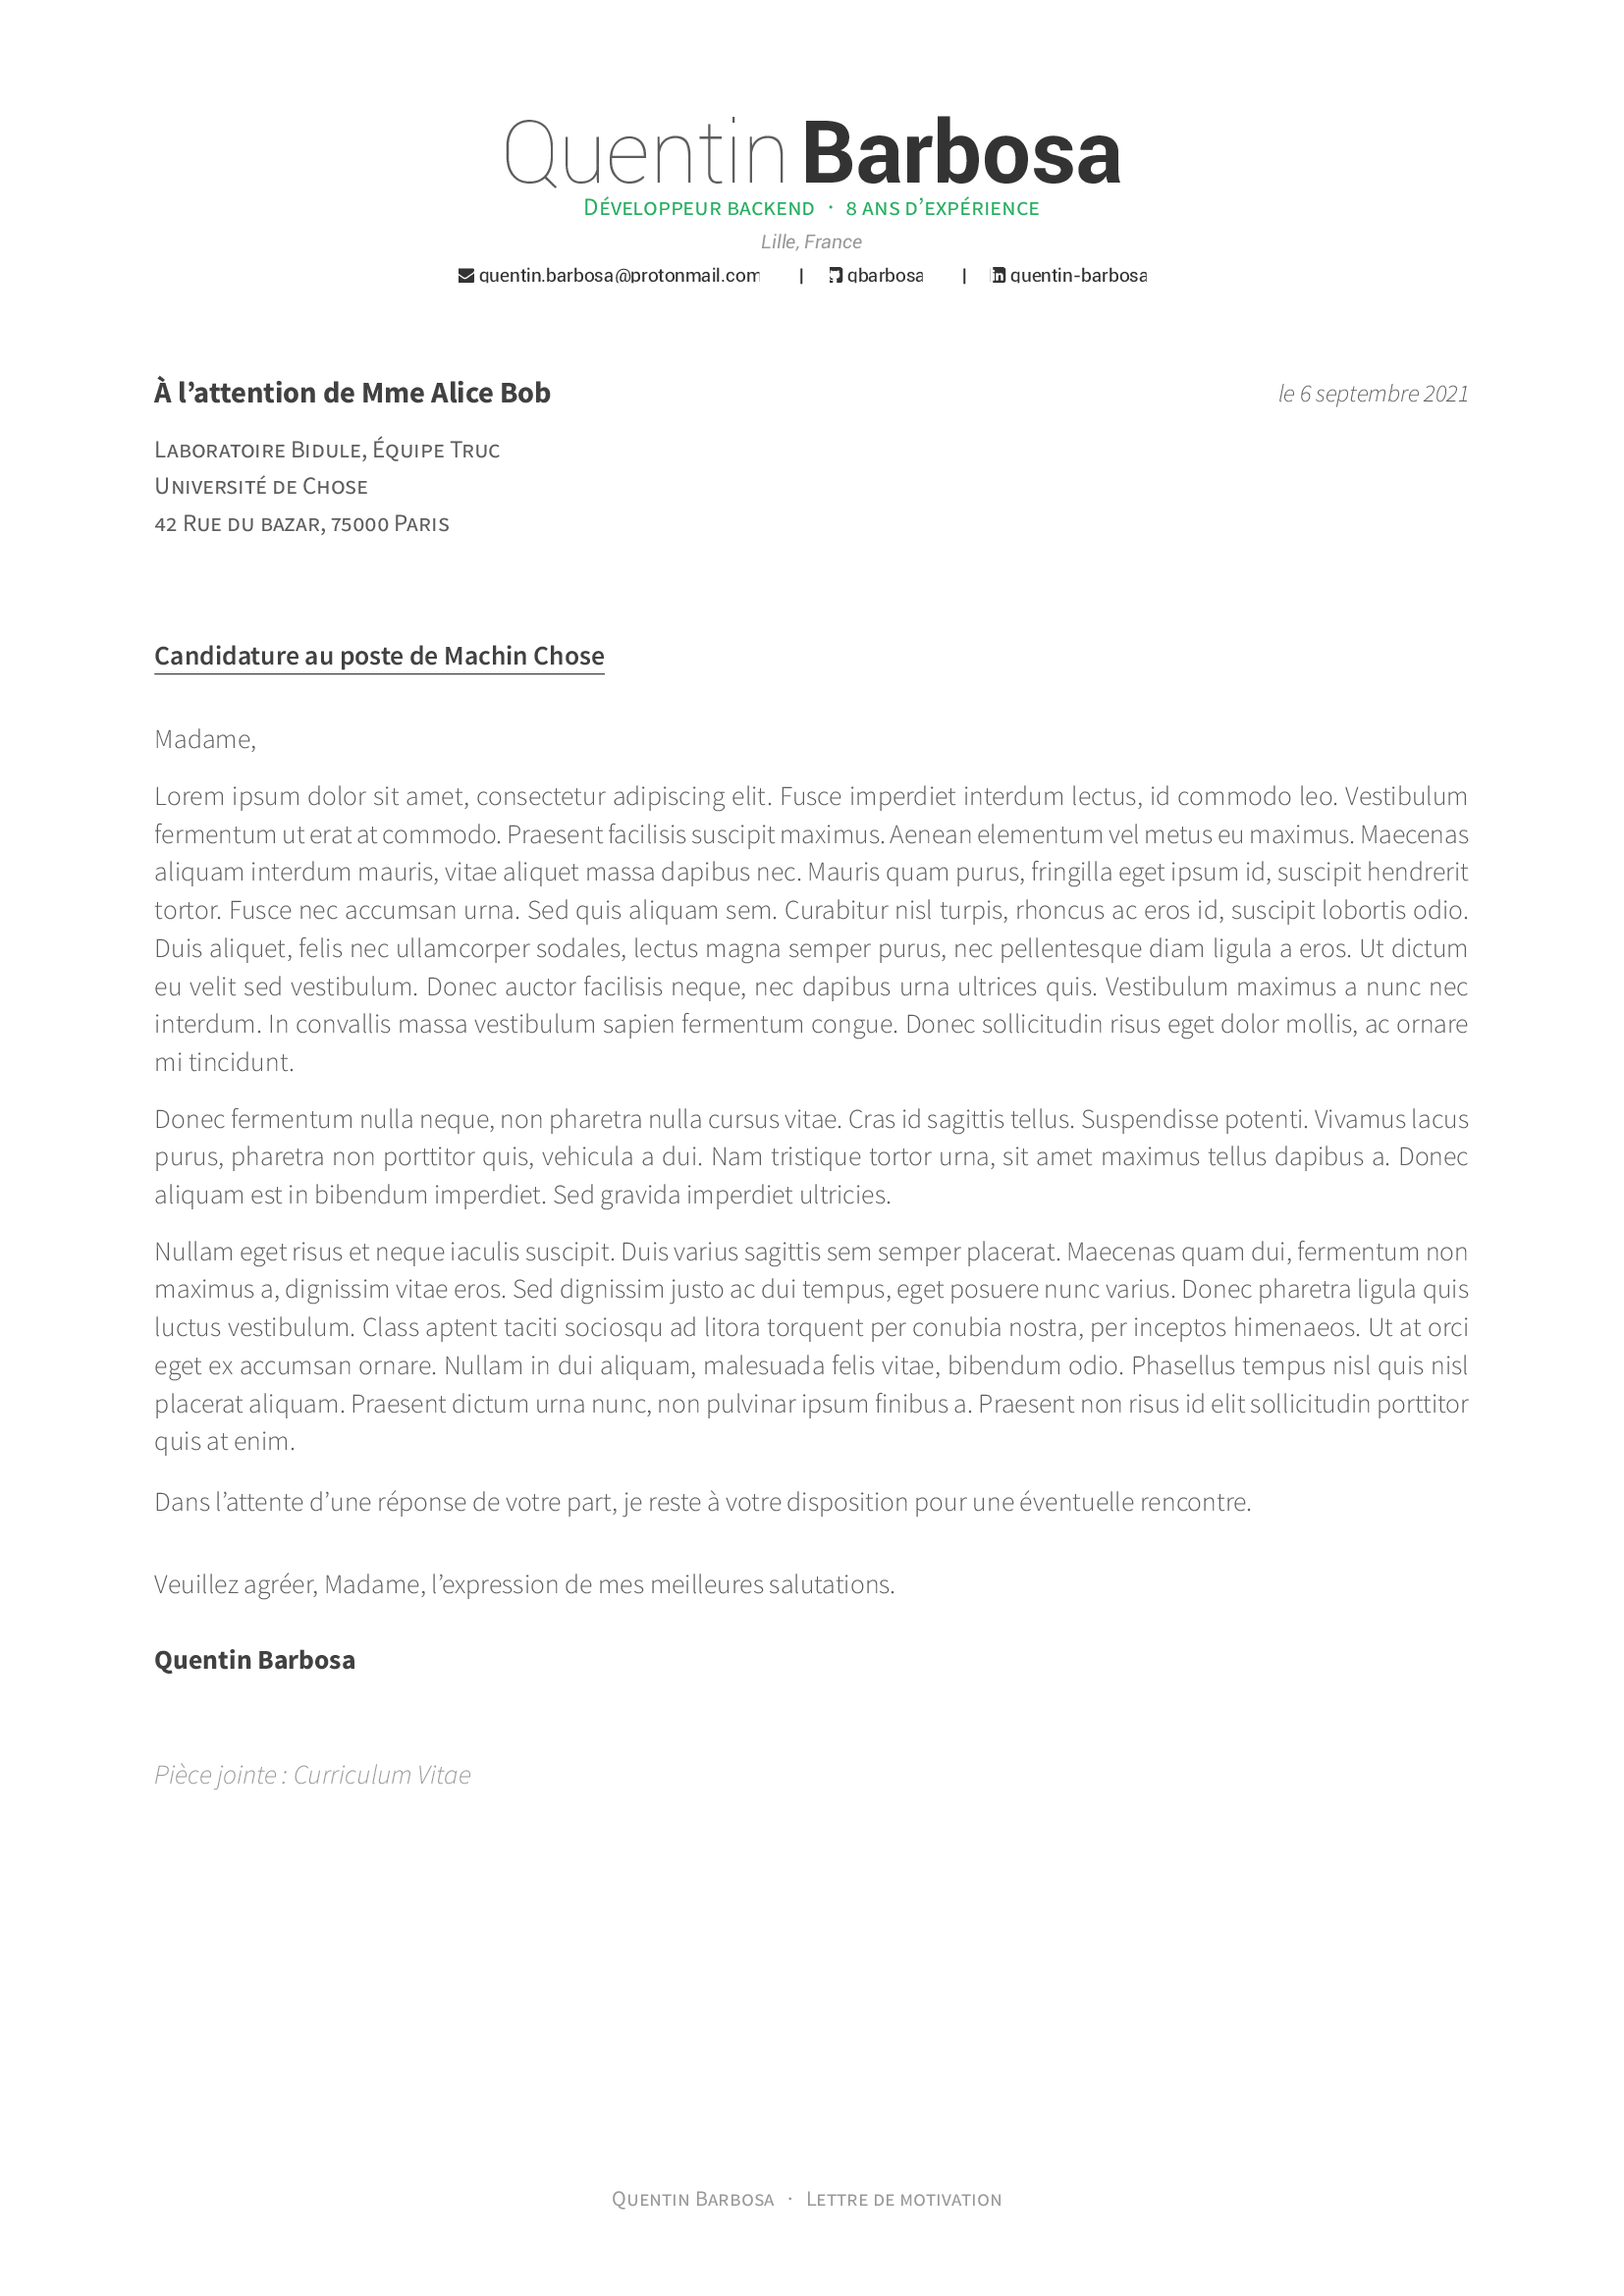 Quentin Barbosa
Développeur backend · 8 ans d’expérience
Lille, France
quentin.barbosa@protonmail.com | qbarbosa | quentin-barbosa
À l’attention de Mme Alice Bob
le 6 septembre 2021
Laboratoire Bidule, Équipe Truc
Université de Chose
42 Rue du bazar, 75000 Paris
Candidature au poste de Machin Chose
Madame,
Lorem ipsum dolor sit amet, consectetur adipiscing elit. Fusce imperdiet interdum lectus, id commodo leo. Vestibulum
fermentum ut erat at commodo. Praesent facilisis suscipit maximus. Aenean elementum vel metus eu maximus. Maecenas
aliquam interdum mauris, vitae aliquet massa dapibus nec. Mauris quam purus, fringilla eget ipsum id, suscipit hendrerit
tortor. Fusce nec accumsan urna. Sed quis aliquam sem. Curabitur nisl turpis, rhoncus ac eros id, suscipit lobortis odio.
Duis aliquet, felis nec ullamcorper sodales, lectus magna semper purus, nec pellentesque diam ligula a eros. Ut dictum
eu velit sed vestibulum. Donec auctor facilisis neque, nec dapibus urna ultrices quis. Vestibulum maximus a nunc nec
interdum. In convallis massa vestibulum sapien fermentum congue. Donec sollicitudin risus eget dolor mollis, ac ornare
mi tincidunt.
Donec fermentum nulla neque, non pharetra nulla cursus vitae. Cras id sagittis tellus. Suspendisse potenti. Vivamus lacus
purus, pharetra non porttitor quis, vehicula a dui. Nam tristique tortor urna, sit amet maximus tellus dapibus a. Donec
aliquam est in bibendum imperdiet. Sed gravida imperdiet ultricies.
Nullam eget risus et neque iaculis suscipit. Duis varius sagittis sem semper placerat. Maecenas quam dui, fermentum non
maximus a, dignissim vitae eros. Sed dignissim justo ac dui tempus, eget posuere nunc varius. Donec pharetra ligula quis
luctus vestibulum. Class aptent taciti sociosqu ad litora torquent per conubia nostra, per inceptos himenaeos. Ut at orci
eget ex accumsan ornare. Nullam in dui aliquam, malesuada felis vitae, bibendum odio. Phasellus tempus nisl quis nisl
placerat aliquam. Praesent dictum urna nunc, non pulvinar ipsum finibus a. Praesent non risus id elit sollicitudin porttitor
quis at enim.
Dans l’attente d’une réponse de votre part, je reste à votre disposition pour une éventuelle rencontre.
Veuillez agréer, Madame, l’expression de mes meilleures salutations.
Quentin Barbosa
Pièce jointe : Curriculum Vitae
Quentin Barbosa · Lettre de motivation